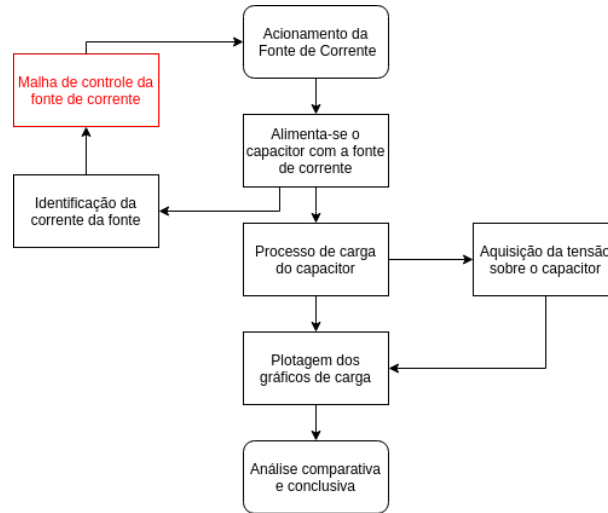 Acionamento da
Fonte de Corrente
Malha de controle da
fonte de corrente
Alimenta-se o
capacitor com a fonte
de corrente
Identificação da
corrente da fonte
Processo de carga
do capacitor
Aquisição da tensão
sobre o capacitor
Plotagem dos
gráficos de carga
Análise comparativa
e conclusiva